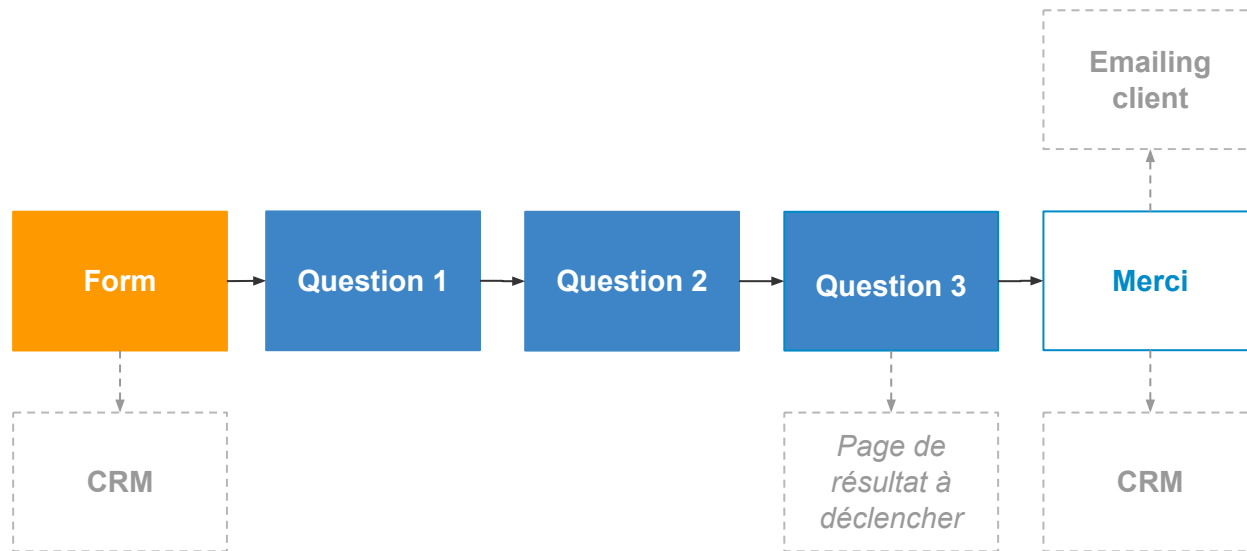 Emailing
client
Form
Question 1
Question 2
Question 3
Merci
CRM
Page de
résultat à
déclencher
CRM